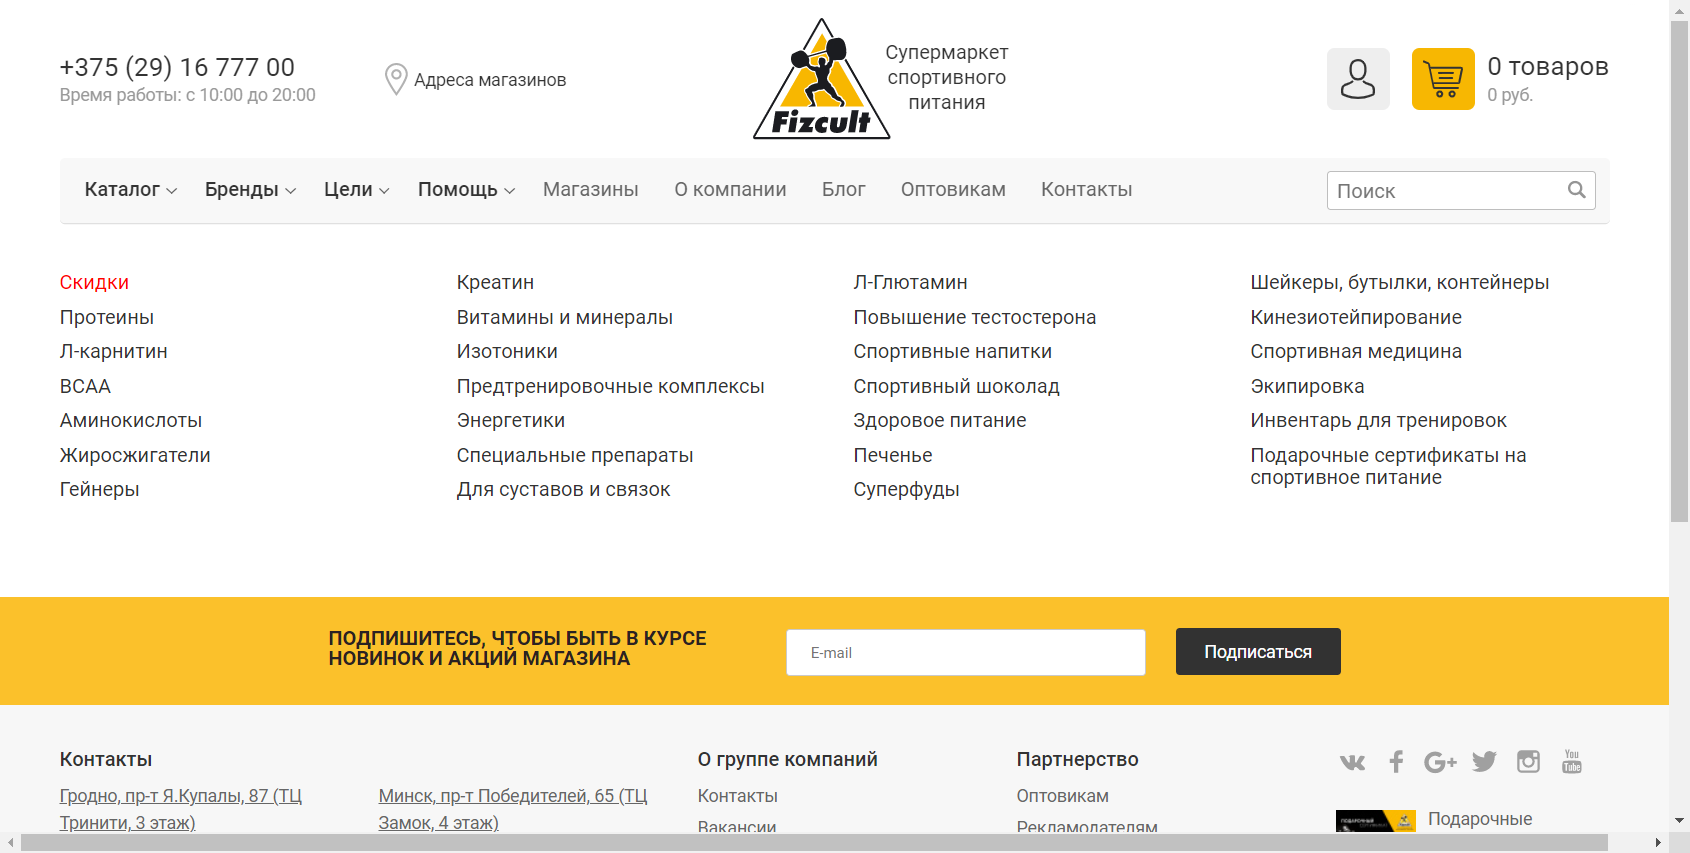 +375 (29) 16 777 00
Время работы: с 10:00 до 20:00
Адреса магазинов
Fizcult
Супермаркет
спортивного
питания
0 товаров
0 руб.
Каталог
Бренды
Цели
Помощь
Магазины
О компании
Блог
Оптовикам
Контакты
Поиск
Скидки
Протеины
Л-карнитин
BCAA
Аминокислоты
Жиросжигатели
Гейнеры
Креатин
Витамины и минералы
Изотоники
Предтренировочные комплексы
Энергетики
Специальные препараты
Для суставов и связок
Л-Глютамин
Повышение тестостерона
Спортивные напитки
Спортивный шоколад
Здоровое питание
Печенье
Суперфуды
Шейкеры, бутылки, контейнеры
Кинезиотейпирование
Спортивная медицина
Экипировка
Инвентарь для тренировок
Подарочные сертификаты на
спортивное питание
ПОДПИШИТЕСЬ, ЧТОБЫ БЫТЬ В КУРСЕ
НОВИНОК И АКЦИЙ МАГАЗИНА
E-mail
Подписаться
Контакты
Гродно, пр-т Я.Купалы, 87 (ТЦ
Тринити, 3 этаж)
Минск, пр-т Победителей, 65 (ТЦ
Замок, 4 этаж)
О группе компаний
Контакты
Вакансии
Партнерство
Оптовикам
Рекламодателям
You
Tube
ПОДАРОЧНЫЙ
Подарочные